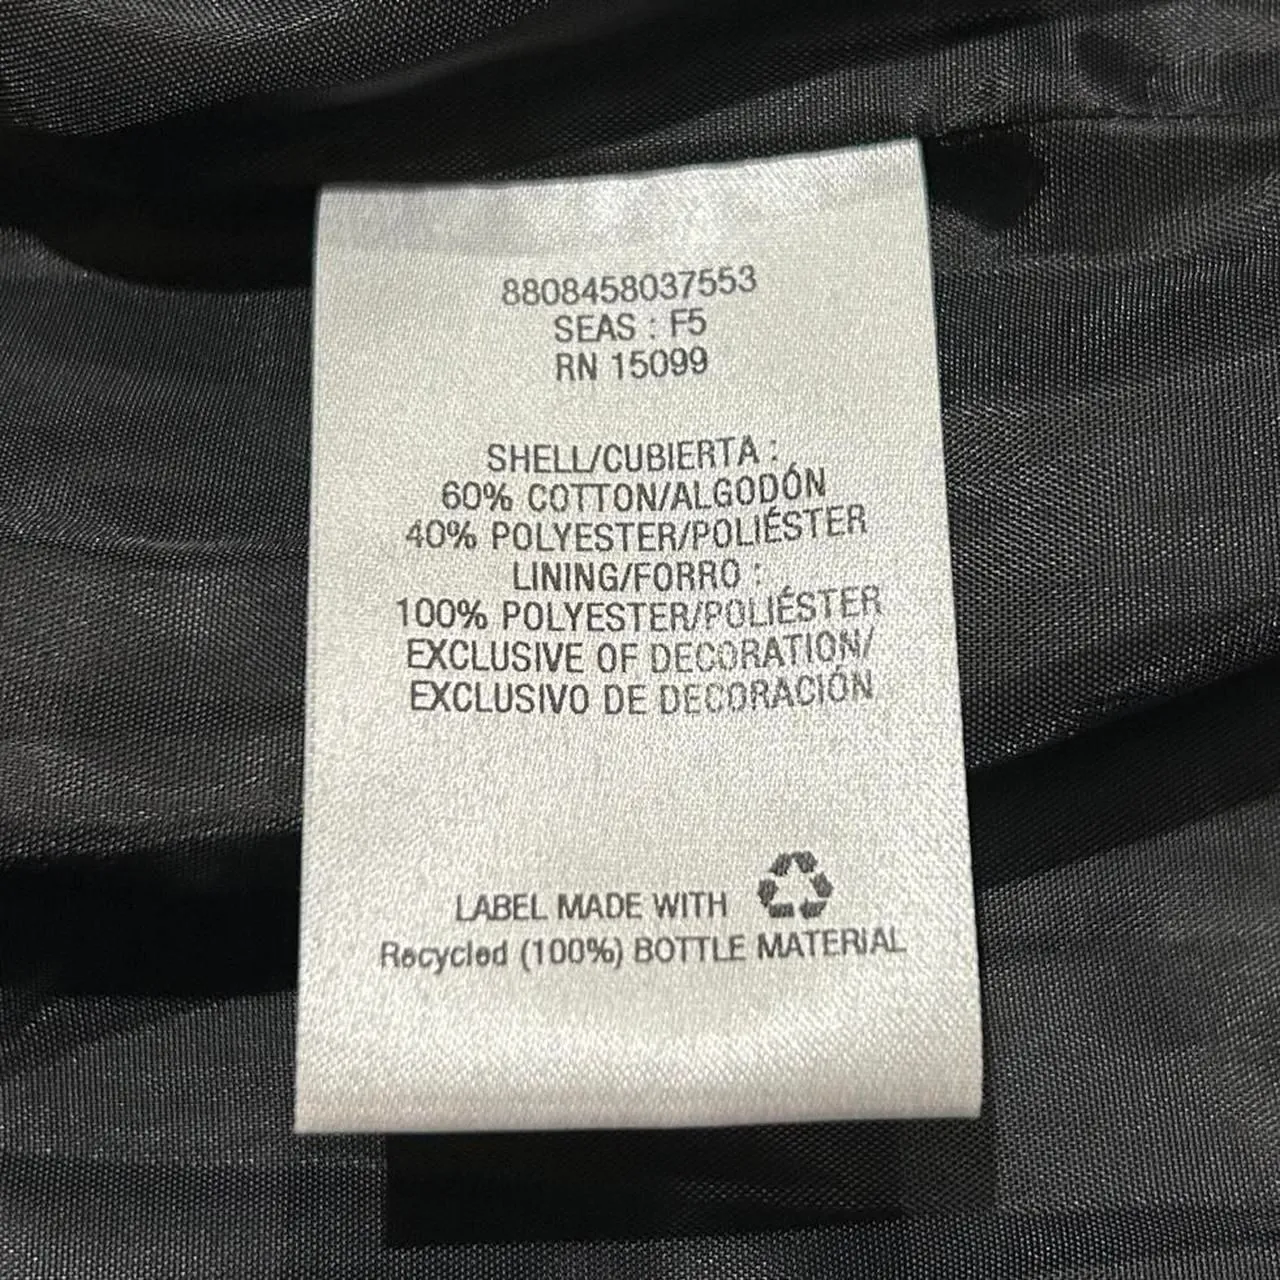 8808458037553
SEAS : F5
RN 15099
SHELL/CUBIERTA :
60% COTTON/ALGODÓN
40% POLYESTER/POLIÉSTER
LINING/FORRO :
100% POLYESTER/POLIÉSTER
EXCLUSIVE OF DECORATION/
EXCLUSIVO DE DECORACIÓN
LABEL MADE WITH
Recycled (100%) BOTTLE MATERIAL